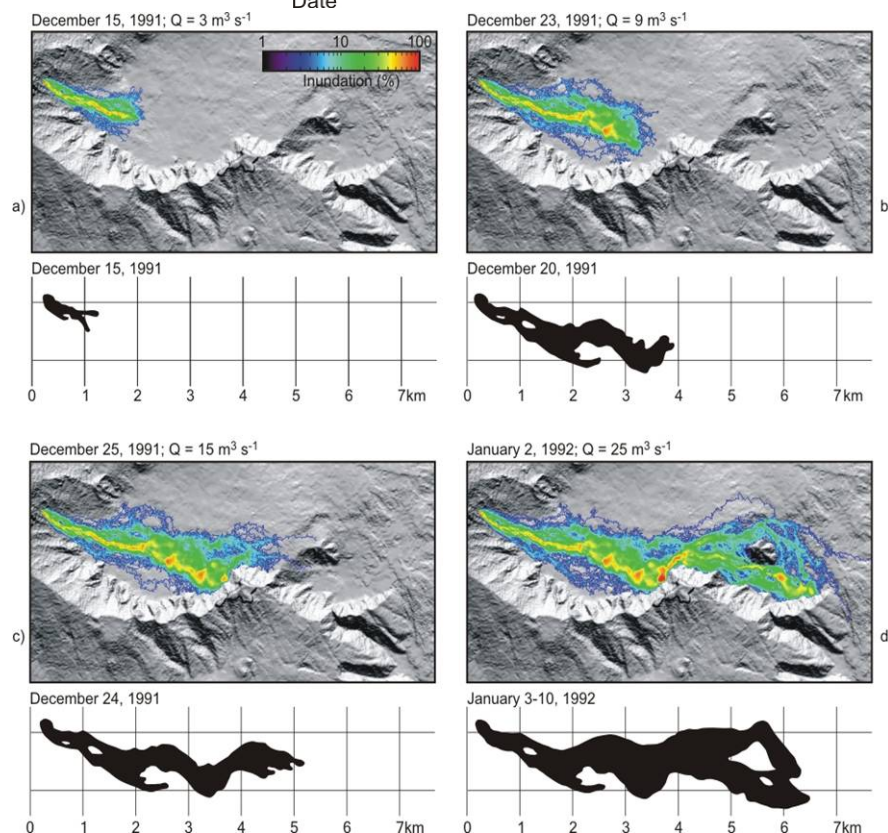 Date
December 15, 1991; Q = 3 m³ s⁻¹
1 10 100
Inundation (%)
a)
December 15, 1991
0 1 2 3 4 5 6 7km
December 23, 1991; Q = 9 m³ s⁻¹
b
December 20, 1991
0 1 2 3 4 5 6 7km
December 25, 1991; Q = 15 m³ s⁻¹
c)
December 24, 1991
0 1 2 3 4 5 6 7km
January 2, 1992; Q = 25 m³ s⁻¹
d
January 3-10, 1992
0 1 2 3 4 5 6 7km